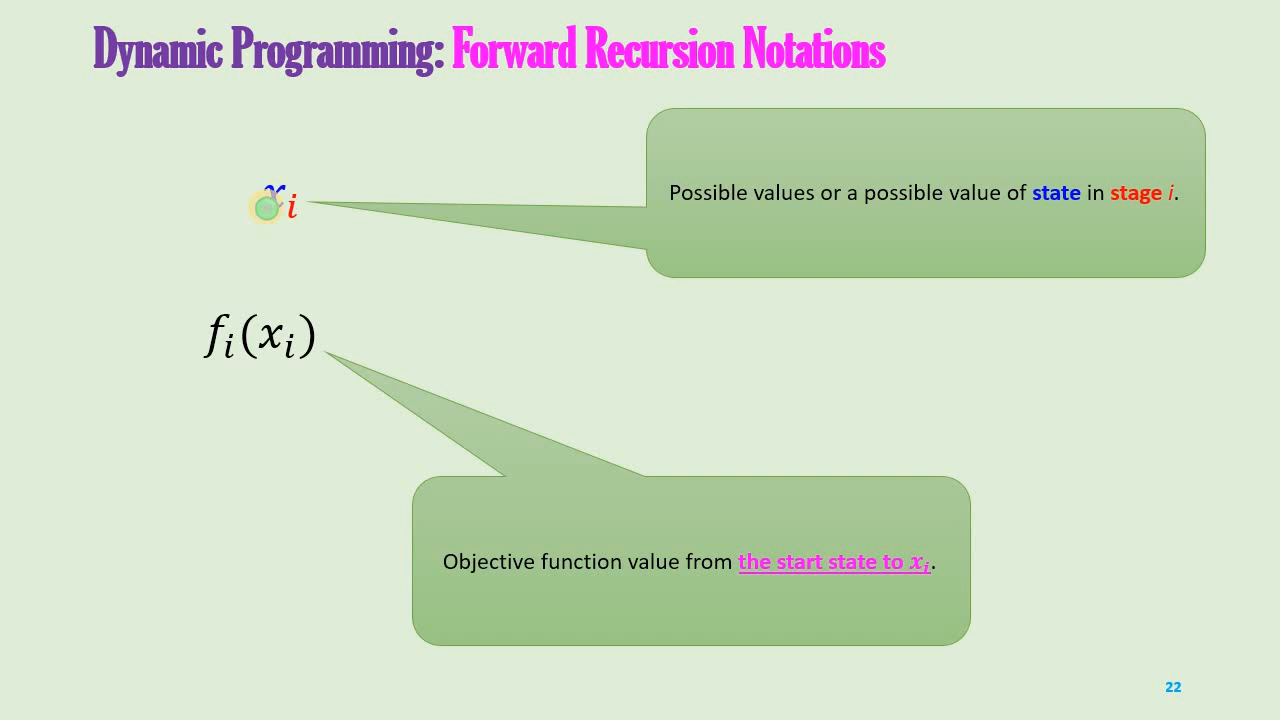 Dynamic Programming: Forward Recursion Notations
xᵢ
Possible values or a possible value of state in stage i.
fᵢ(xᵢ)
Objective function value from the start state to xᵢ.
22